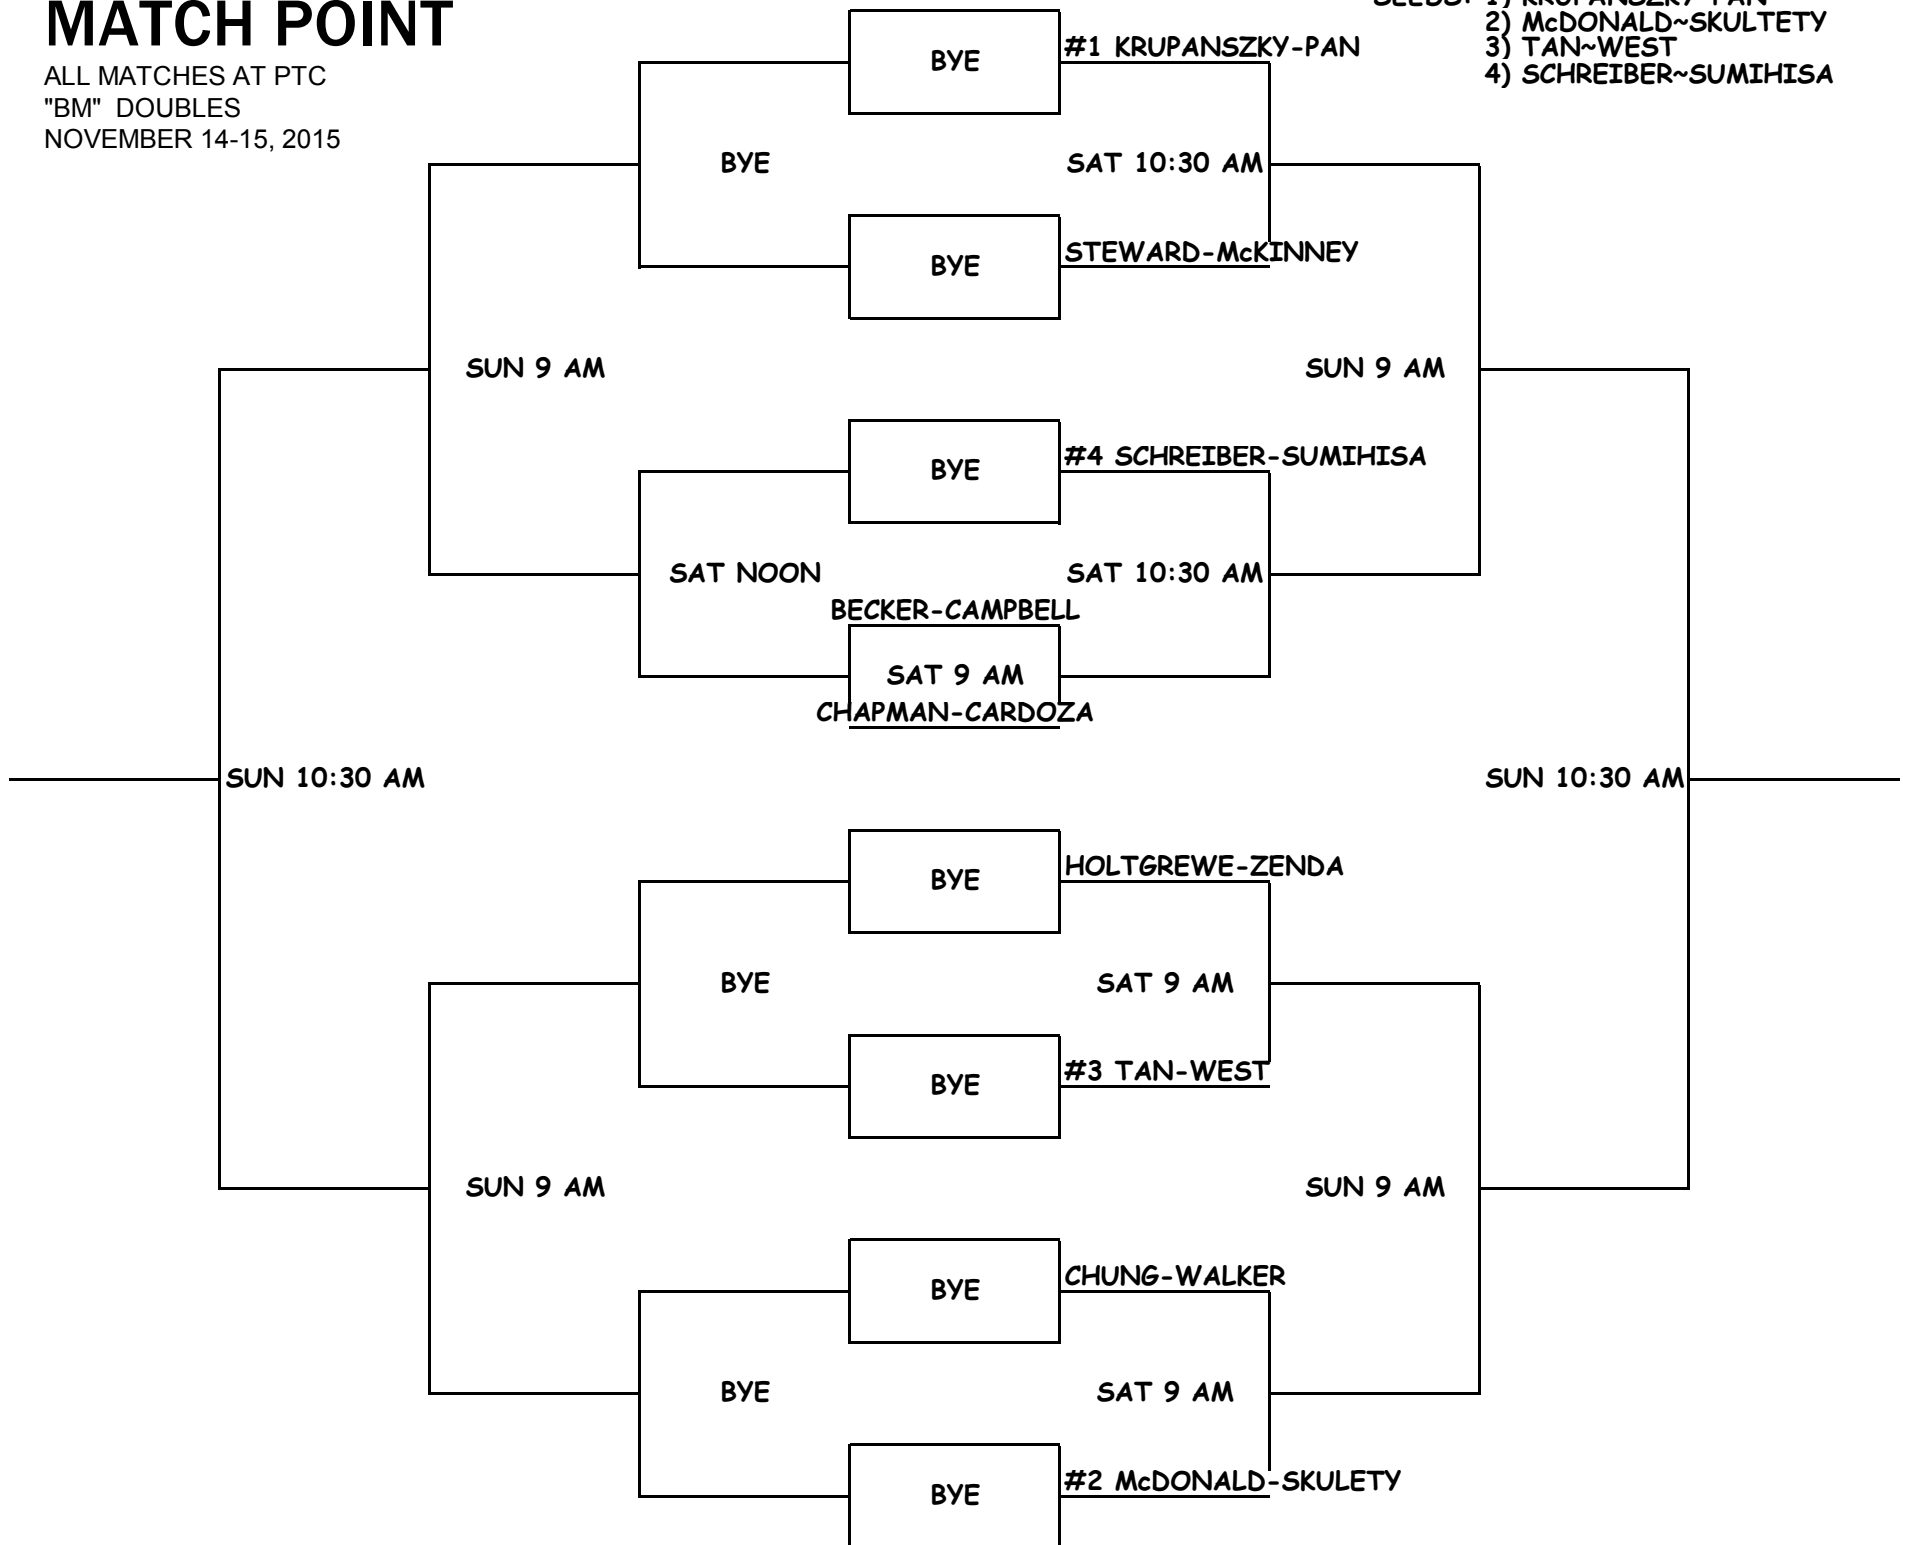 MATCH POINT
ALL MATCHES AT PTC
"BM" DOUBLES
NOVEMBER 14-15, 2015
SEEDS: 1) KRUPANSZKY-PAN
2) McDONALD~SKULTETY
3) TAN~WEST
4) SCHREIBER~SUMIHISA
BYE #1 KRUPANSZKY-PAN
BYE SAT 10:30 AM
BYE STEWARD-McKINNEY
SUN 9 AM SUN 9 AM
BYE #4 SCHREIBER-SUMIHISA
SAT NOON SAT 10:30 AM
BECKER-CAMPBELL
SAT 9 AM
CHAPMAN-CARDOZA
SUN 10:30 AM SUN 10:30 AM
BYE HOLTGREWE-ZENDA
BYE SAT 9 AM
BYE #3 TAN-WEST
SUN 9 AM SUN 9 AM
BYE CHUNG-WALKER
BYE SAT 9 AM
BYE #2 McDONALD-SKULETY